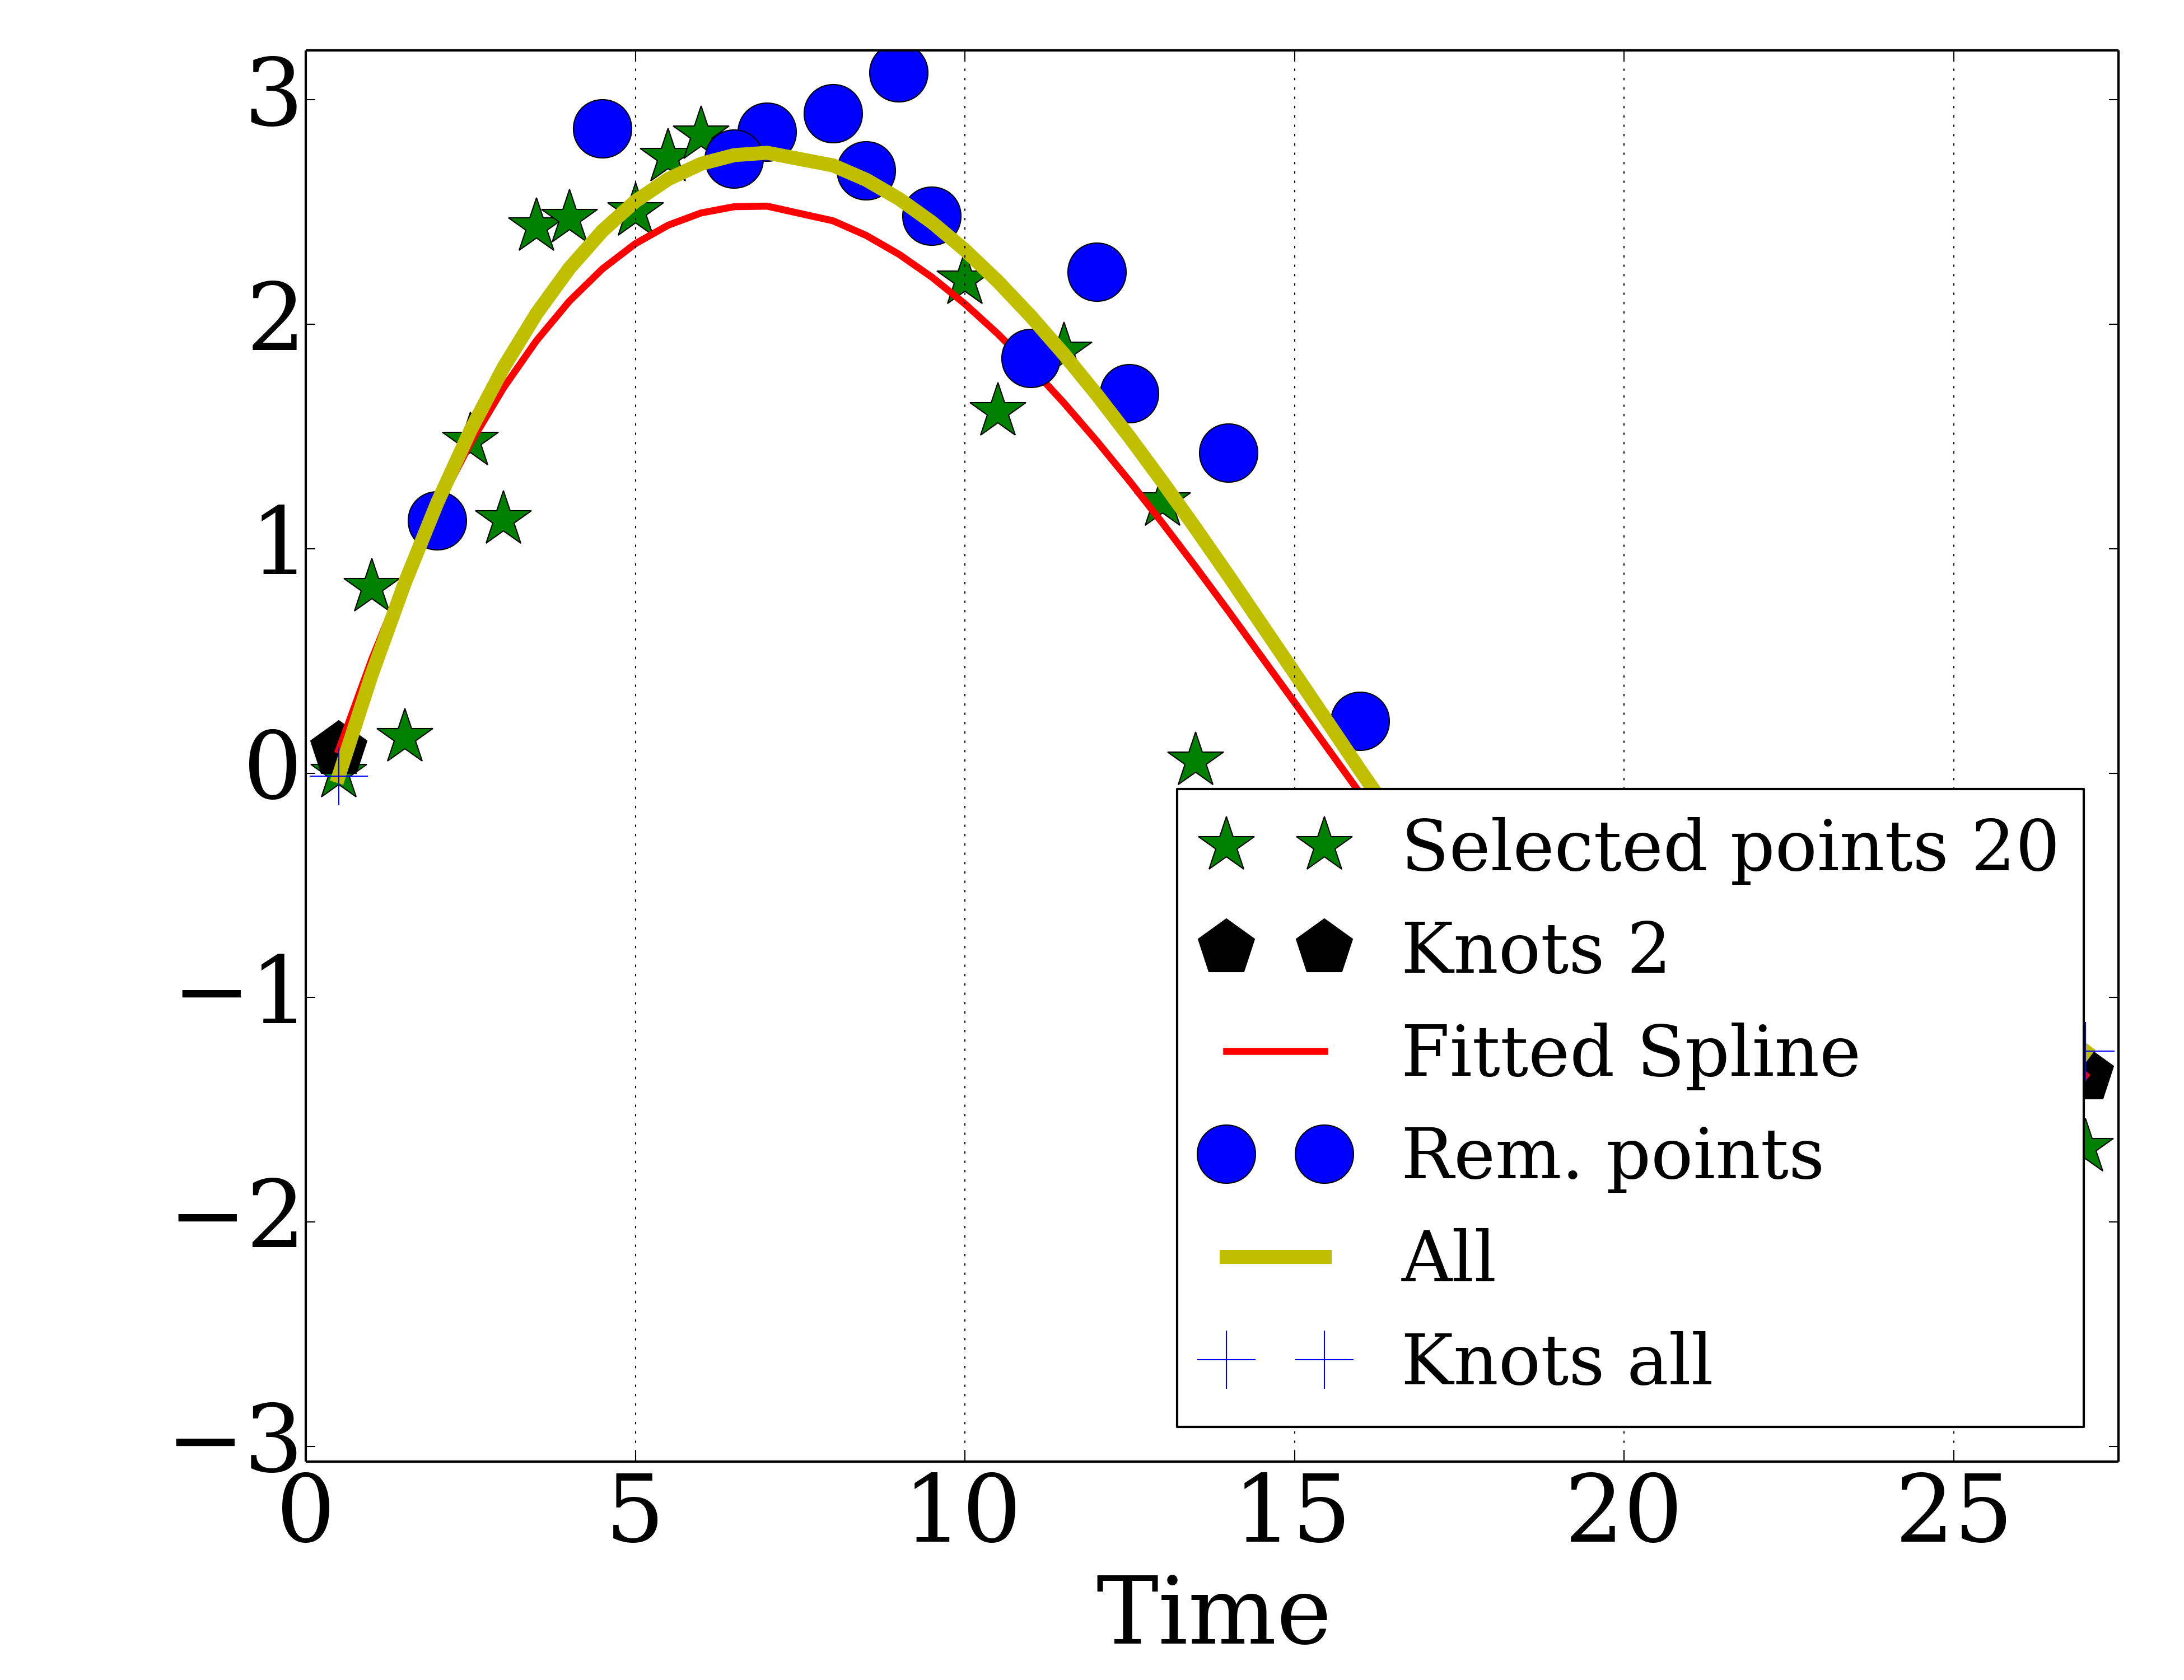 3
2
1
0
−1
−2
−3
Selected points 20
Knots 2
Fitted Spline
Rem. points
All
Knots all
0 5 10 15 20 25
Time